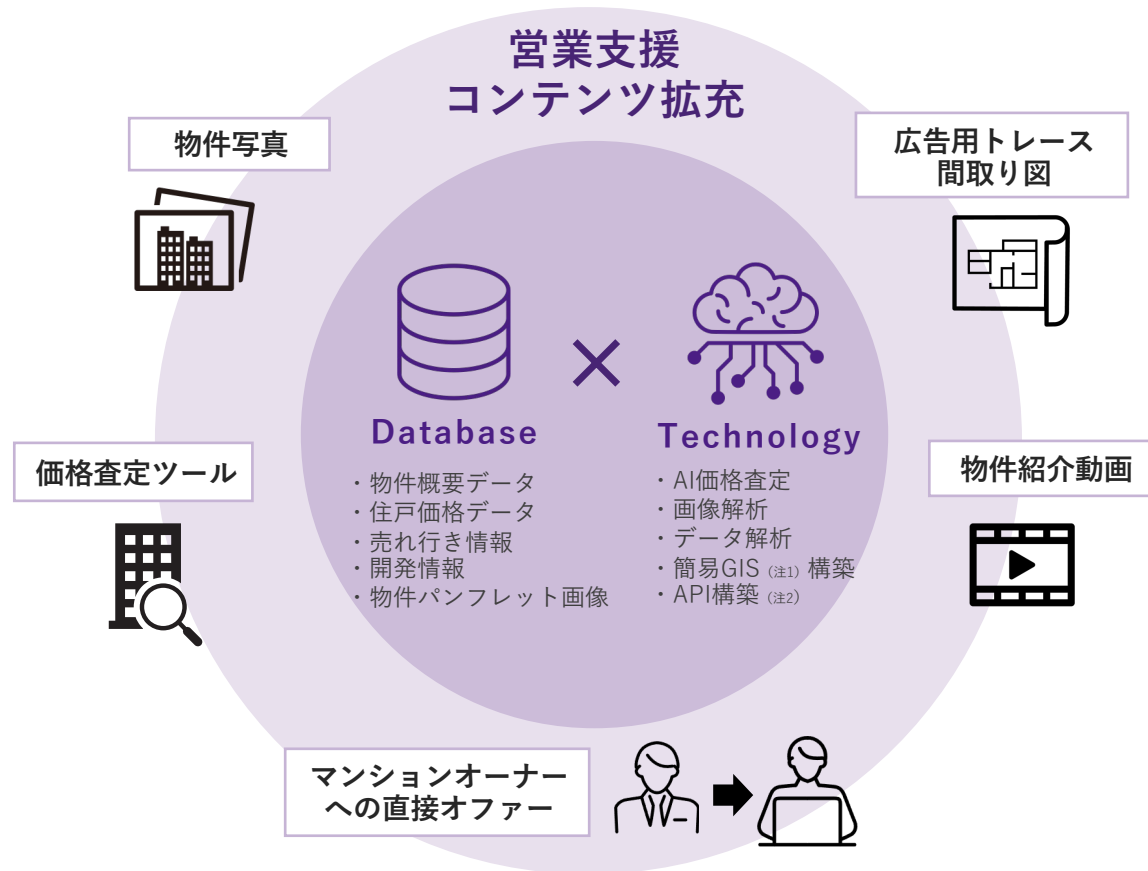 営業支援
コンテンツ拡充
物件写真
広告用トレース
間取り図
×
Database
・物件概要データ
・住戸価格データ
・売れ行き情報
・開発情報
・物件パンフレット画像
Technology
・AI価格査定
・画像解析
・データ解析
・簡易GIS（注1）構築
・API構築（注2）
価格査定ツール
物件紹介動画
マンションオーナー
への直接オファー